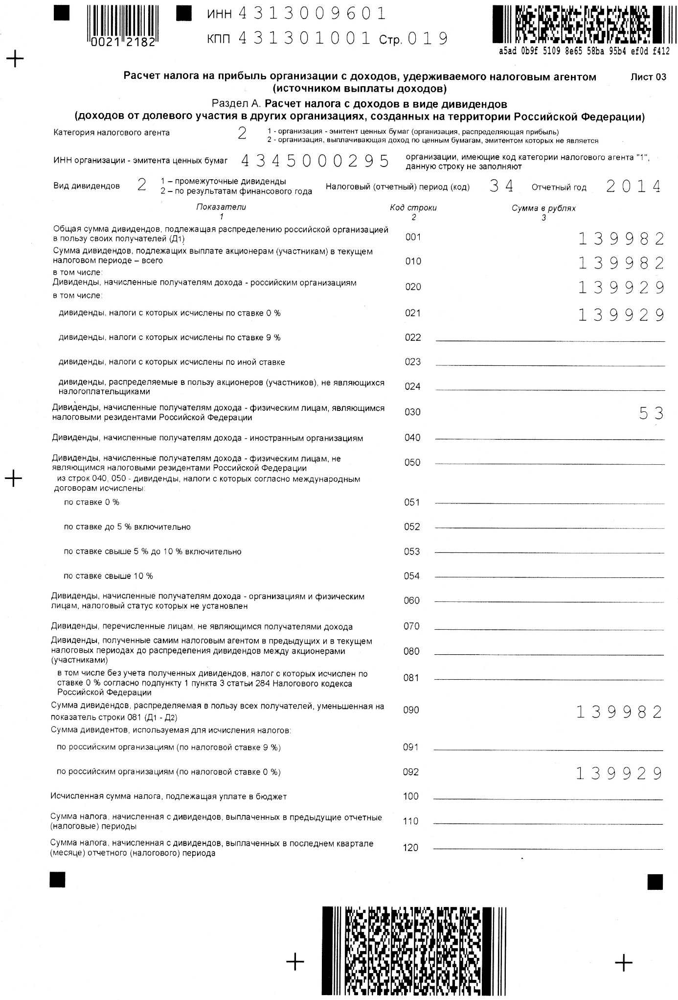 ИНН 4313009601
0021 2182
КПП 431301001 Стр. 019
a5ad 0b9f 5109 8e65 58ba 95b4 ef0d f412
Расчет налога на прибыль организации с доходов, удерживаемого налоговым агентом Лист 03
(источником выплаты доходов)
Раздел А. Расчет налога с доходов в виде дивидендов
(доходов от долевого участия в других организациях, созданных на территории Российской Федерации)
Категория налогового агента 2 1 - организация - эмитент ценных бумаг (организация, распределяющая прибыль)
2 - организация, выплачивающая доход по ценным бумагам, эмитентом которых не является
ИНН организации - эмитента ценных бумаг 4345000295 организации, имеющие код категории налогового агента "1",
данную строку не заполняют
Вид дивидендов 2 1 – промежуточные дивиденды
2 – по результатам финансового года Налоговый (отчетный) период (код) 34 Отчетный год 2014
Показатели Код строки Сумма в рублях
1 2 3
Общая сумма дивидендов, подлежащая распределению российской организацией
в пользу своих получателей (Д1) 001 139982
Сумма дивидендов, подлежащих выплате акционерам (участникам) в текущем
налоговом периоде – всего 010 139982
в том числе:
Дивиденды, начисленные получателям дохода - российским организациям 020 139929
в том числе:
дивиденды, налоги с которых исчислены по ставке 0 % 021 139929
дивиденды, налоги с которых исчислены по ставке 9 % 022
дивиденды, налоги с которых исчислены по иной ставке 023
дивиденды, распределяемые в пользу акционеров (участников), не являющихся
налогоплательщиками 024
Дивиденды, начисленные получателям дохода - физическим лицам, являющимся
налоговыми резидентами Российской Федерации 030 53
Дивиденды, начисленные получателям дохода - иностранным организациям 040
Дивиденды, начисленные получателям дохода - физическим лицам, не
являющимся налоговыми резидентами Российской Федерации 050
из строк 040, 050 - дивиденды, налоги с которых согласно международным
договорам исчислены:
по ставке 0 % 051
по ставке до 5 % включительно 052
по ставке свыше 5 % до 10 % включительно 053
по ставке свыше 10 % 054
Дивиденды, начисленные получателям дохода - организациям и физическим
лицам, налоговый статус которых не установлен 060
Дивиденды, перечисленные лицам, не являющимся получателями дохода 070
Дивиденды, полученные самим налоговым агентом в предыдущих и в текущем
налоговых периодах до распределения дивидендов между акционерами 080
(участниками)
в том числе без учета полученных дивидендов, налог с которых исчислен по
ставке 0 % согласно подпункту 1 пункта 3 статьи 284 Налогового кодекса 081
Российской Федерации
Сумма дивидендов, распределяемая в пользу всех получателей, уменьшенная на
показатель строки 081 (Д1 - Д2) 090 139982
Сумма дивидентов, используемая для исчисления налогов:
по российским организациям (по налоговой ставке 9 %) 091
по российским организациям (по налоговой ставке 0 %) 092 139929
Исчисленная сумма налога, подлежащая уплате в бюджет 100
Сумма налога, начисленная с дивидендов, выплаченных в предыдущие отчетные
(налоговые) периоды 110
Сумма налога, начисленная с дивидендов, выплаченных в последнем квартале
(месяце) отчетного (налогового) периода 120